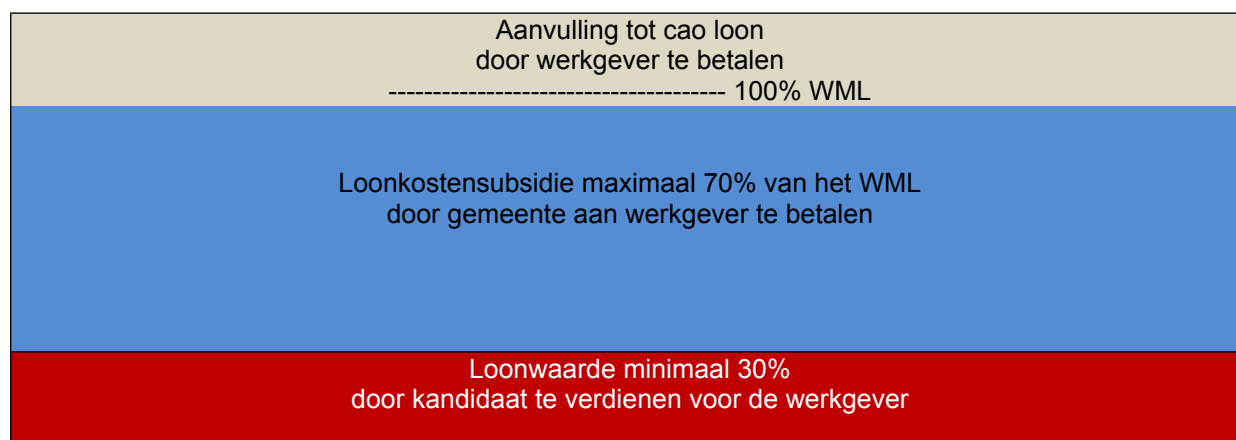 Aanvulling tot cao loon
door werkgever te betalen
-------------------------------------- 100% WML
Loonkostensubsidie maximaal 70% van het WML
door gemeente aan werkgever te betalen
Loonwaarde minimaal 30%
door kandidaat te verdienen voor de werkgever